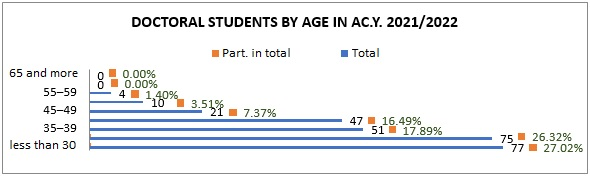 DOCTORAL STUDENTS BY AGE IN AC.Y. 2021/2022
Part. in total Total
65 and more 0 0.00%
0 0.00%
55–59 4 1.40%
10 3.51%
45–49 21 7.37%
47 16.49%
35–39 51 17.89%
75 26.32%
less than 30 77 27.02%